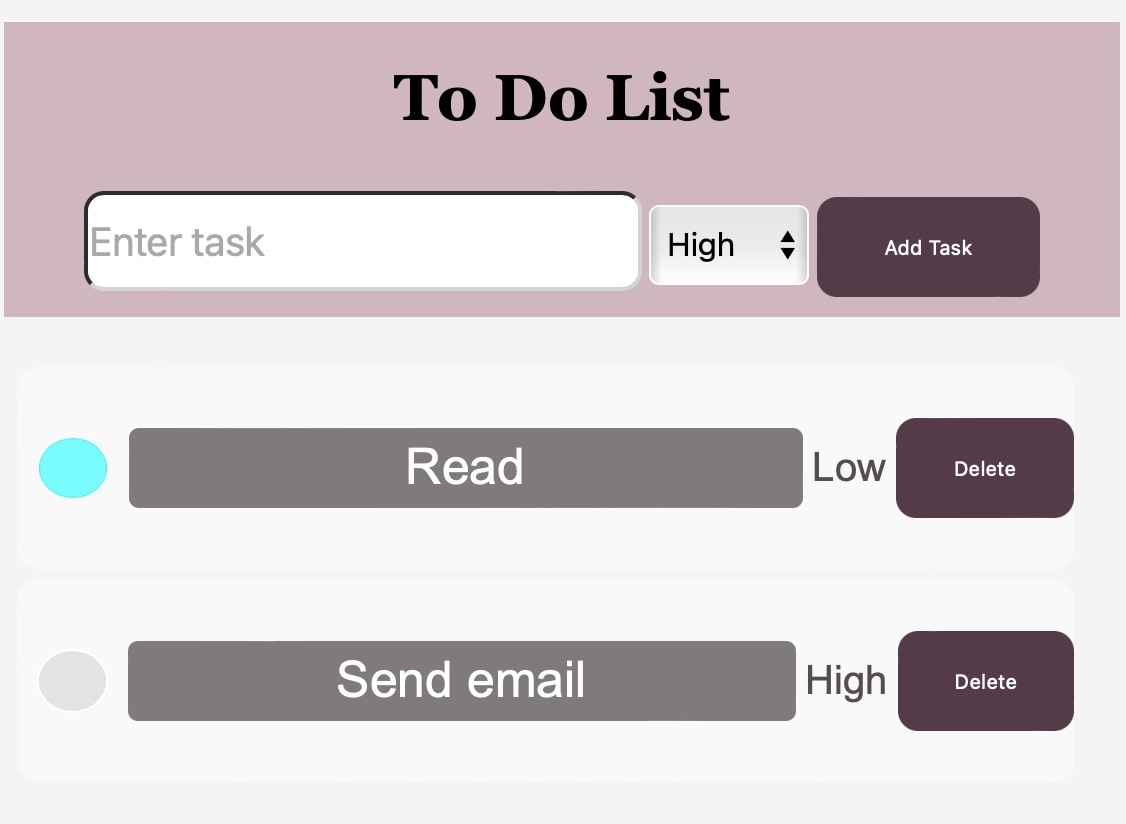 To Do List
Enter task High Add Task
Read Low Delete
Send email High Delete